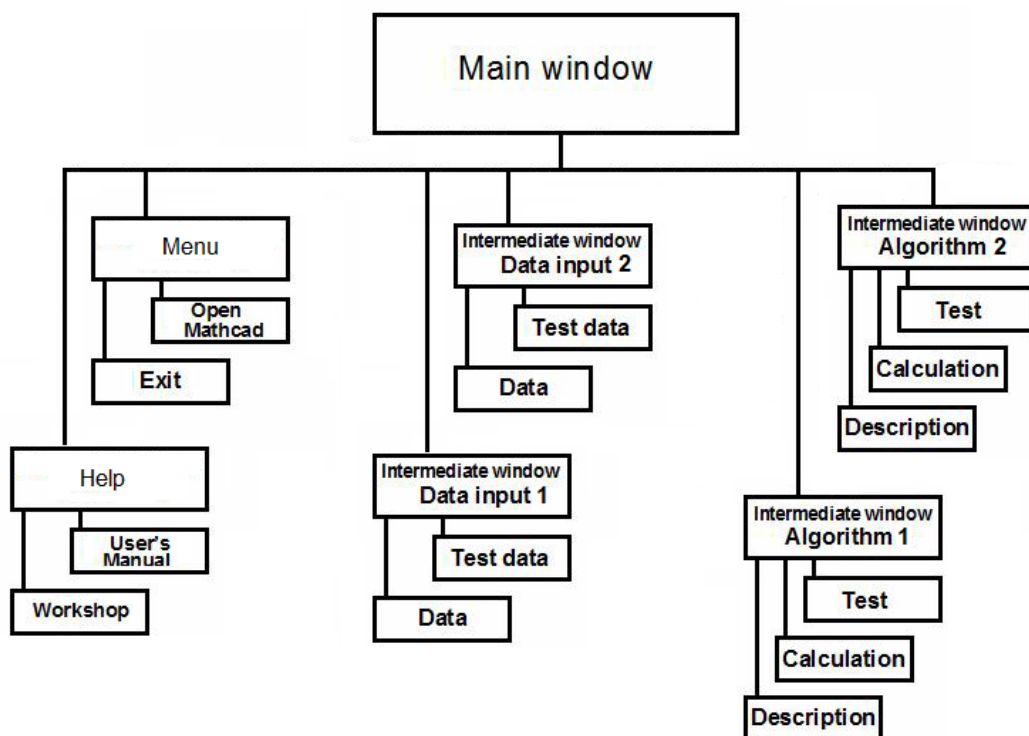 Main window
Menu
Open
Mathcad
Exit
Help
User's
Manual
Workshop
Intermediate window
Data input 2
Test data
Data
Intermediate window
Data input 1
Test data
Data
Intermediate window
Algorithm 2
Test
Calculation
Description
Intermediate window
Algorithm 1
Test
Calculation
Description